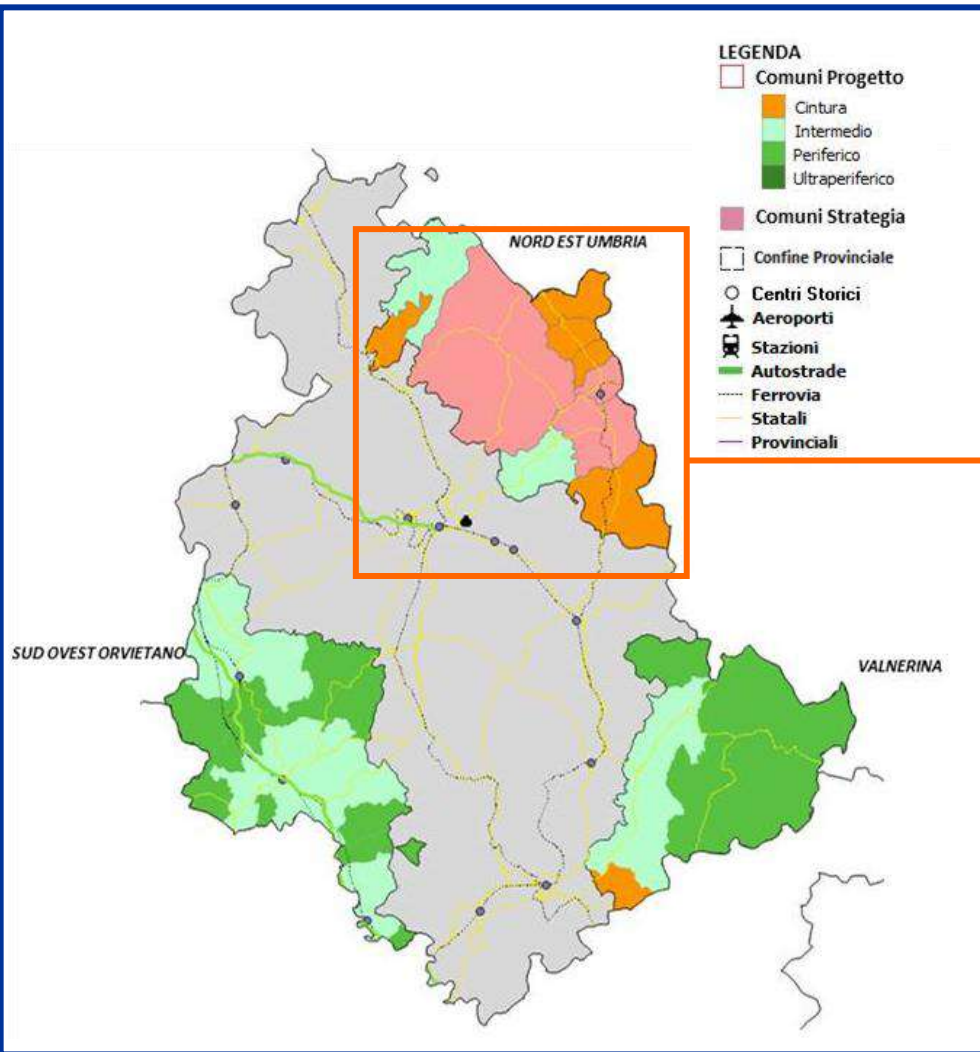 LEGENDA
Comuni Progetto
Cintura
Intermedio
Periferico
Ultraperiferico
Comuni Strategia
Confine Provinciale
Centri Storici
Aeroporti
Stazioni
Autostrade
Ferrovia
Statali
Provinciali
NORD EST UMBRIA
SUD OVEST ORVIETANO
VALNERINA